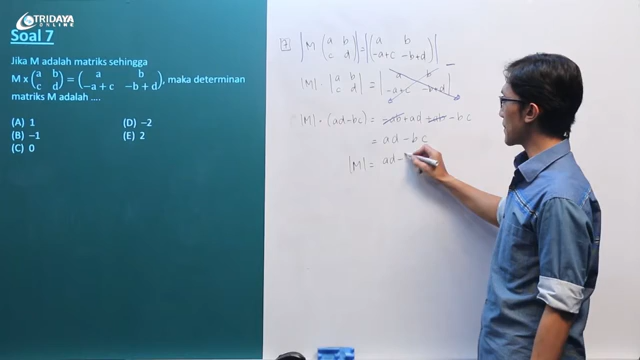 TRIDAYA
ONLINE
Soal 7
Jika M adalah matriks sehingga
M x (a b
c d) = (a b
−a + c −b + d), maka determinan
matriks M adalah ....
(A) 1 (D) −2
(B) −1 (E) 2
(C) 0
7 |M (a b
c d)| = |(a b
-a+c -b+d)|
|M| · |a b
c d| = |a b
-a+c -b+d|
|M| · (ad - bc) = -ab + ad + ab - bc
= ad - bc
|M| = ad -